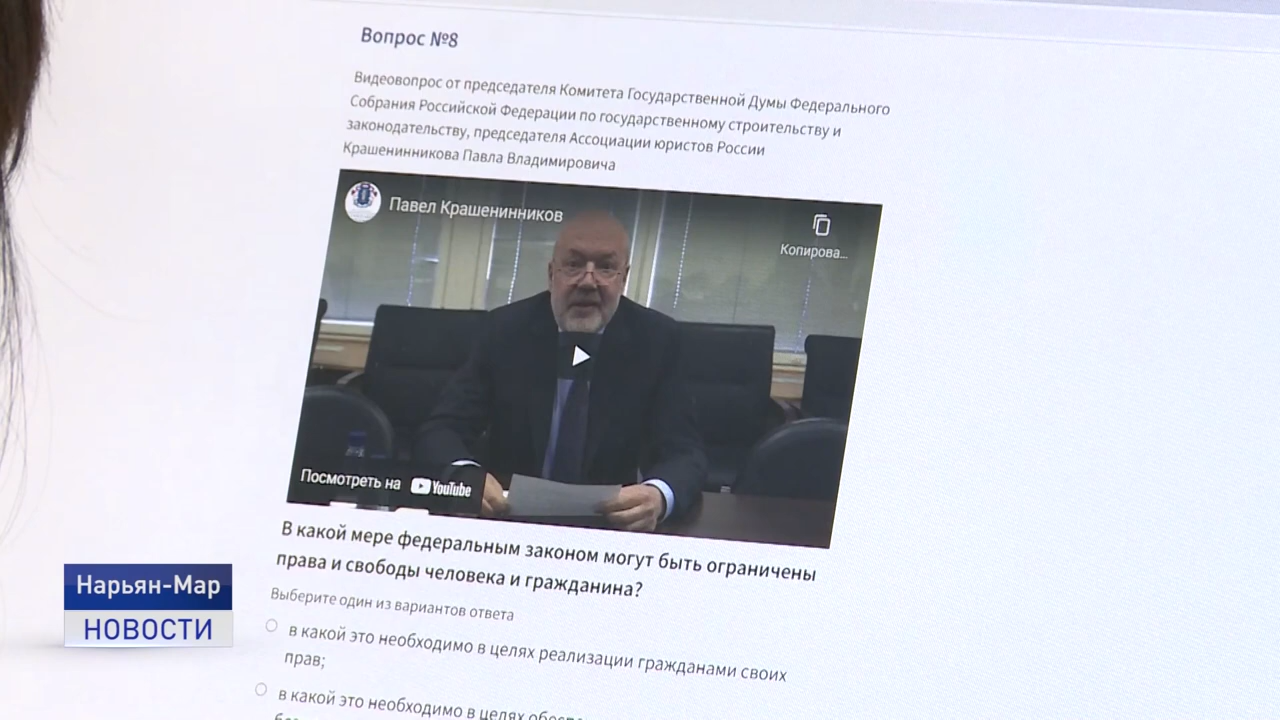 Вопрос №8
Видеовопрос от председателя Комитета Государственной Думы Федерального
Собрания Российской Федерации по государственному строительству и
законодательству, председателя Ассоциации юристов России
Крашенинникова Павла Владимировича
Павел Крашенинников
Копирова...
Посмотреть на YouTube
В какой мере федеральным законом могут быть ограничены
права и свободы человека и гражданина?
Выберите один из вариантов ответа
в какой это необходимо в целях реализации гражданами своих
прав;
в какой это необходимо в целях
Нарьян-Мар
НОВОСТИ